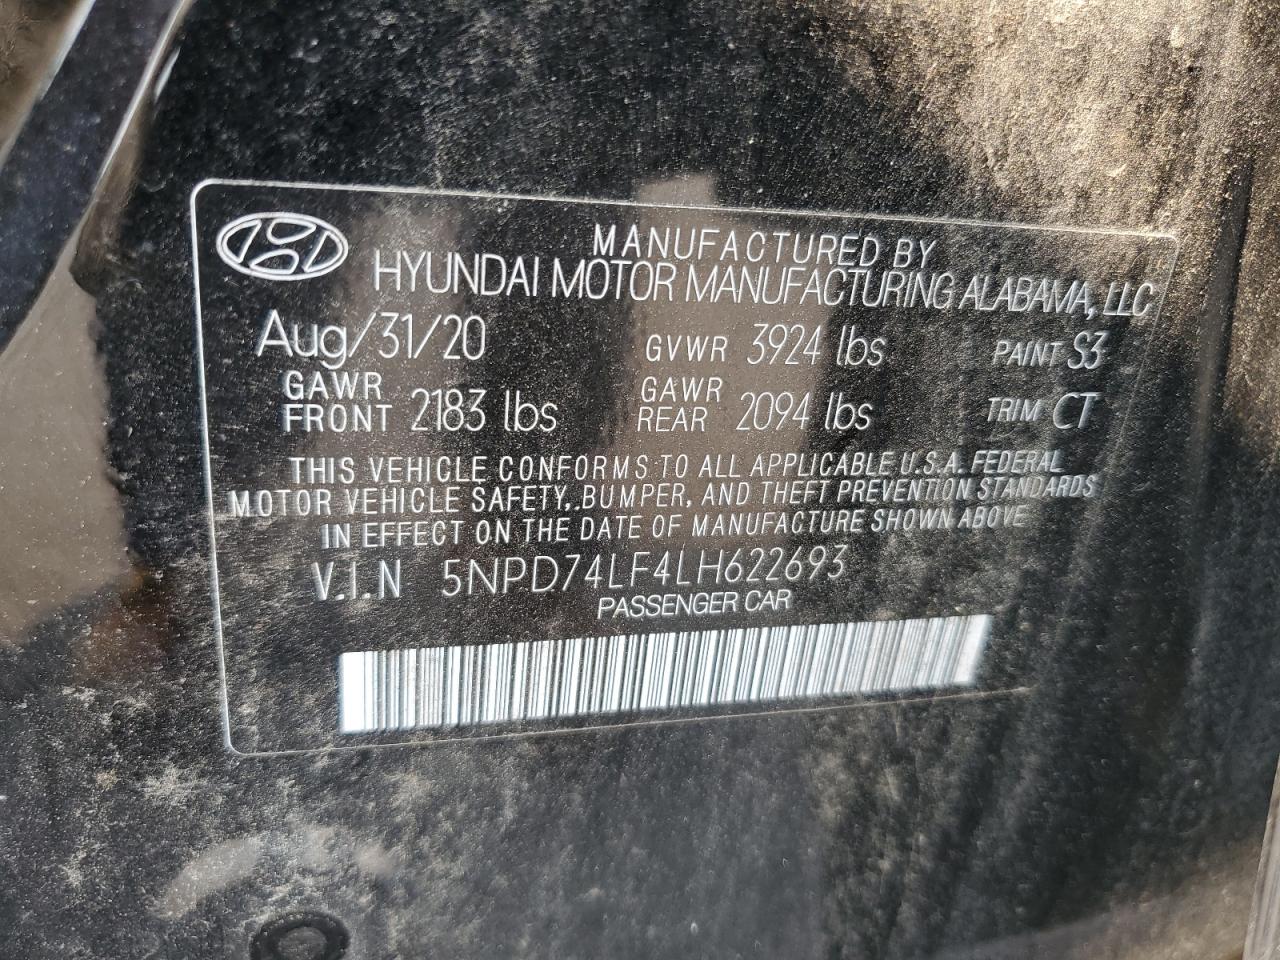 MANUFACTURED BY
HYUNDAI MOTOR MANUFACTURING ALABAMA, LLC
Aug/31/20 GVWR 3924 lbs PAINT S3
GAWR FRONT 2183 lbs GAWR REAR 2094 lbs TRIM CT
THIS VEHICLE CONFORMS TO ALL APPLICABLE U.S.A. FEDERAL
MOTOR VEHICLE SAFETY,.BUMPER, AND THEFT PREVENTION STANDARDS
IN EFFECT ON THE DATE OF MANUFACTURE SHOWN ABOVE
V.I.N 5NPD74LF4LH622693
PASSENGER CAR